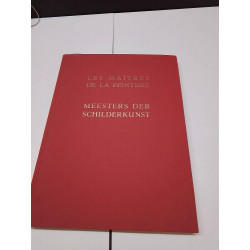 LES MAÎTRES
DE LA PEINTURE
MEESTERS DER
SCHILDERKUNST